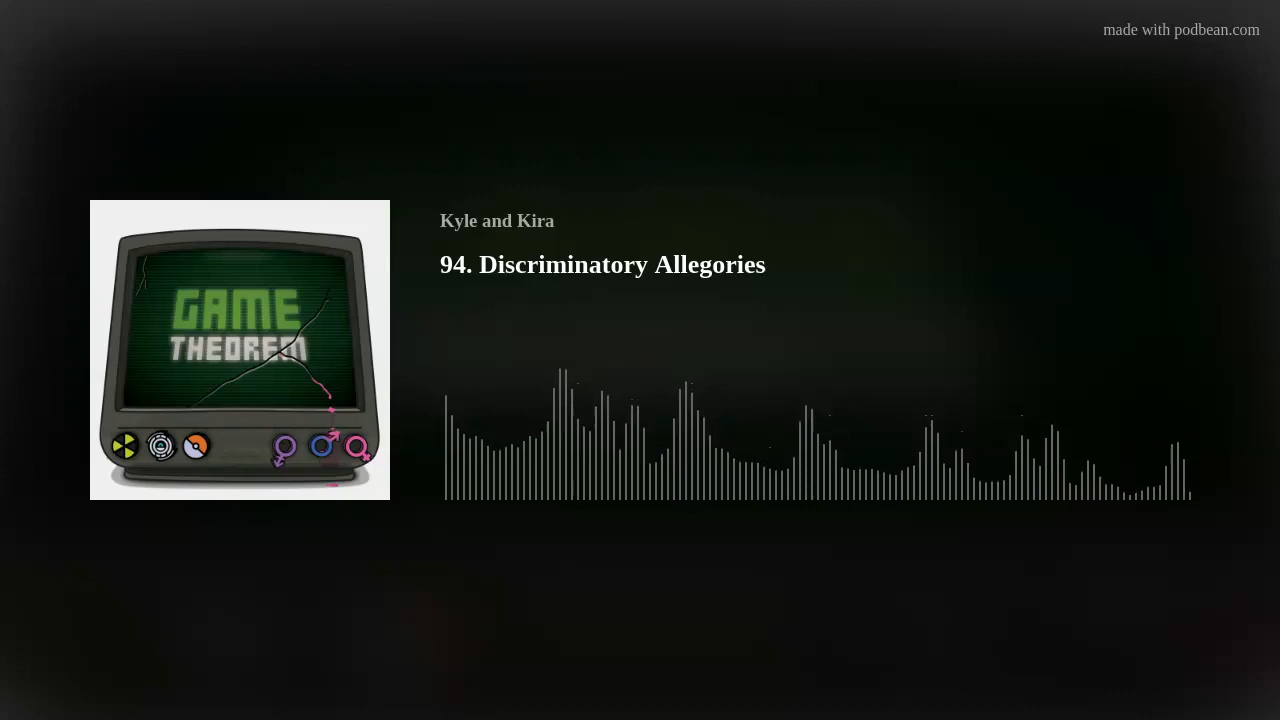 made with podbean.com
Kyle and Kira
94. Discriminatory Allegories
GAME
THEOREM